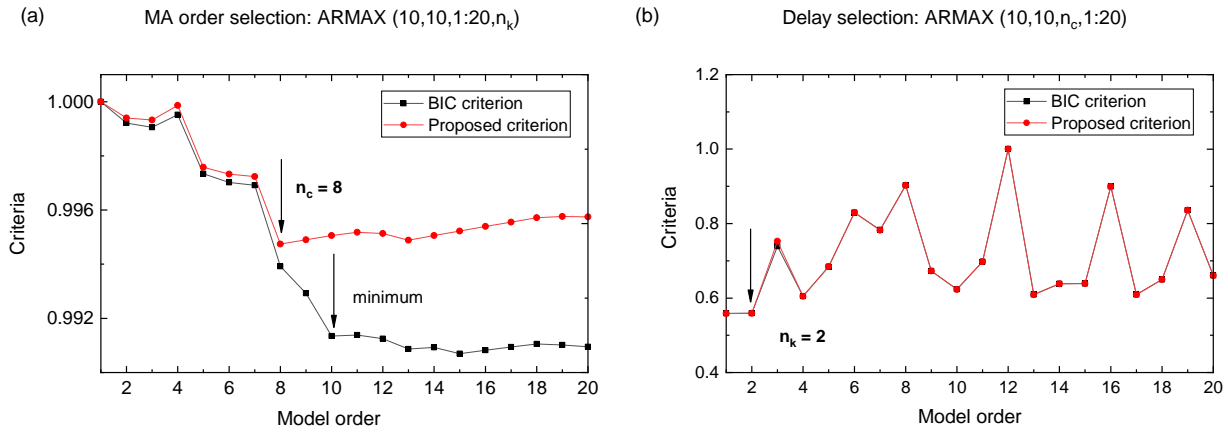 (a) MA order selection: ARMAX (10,10,1:20,nk)
1.000
0.996
0.992
Criteria
BIC criterion
Proposed criterion
nc = 8
minimum
2 4 6 8 10 12 14 16 18 20
Model order
(b) Delay selection: ARMAX (10,10,nc,1:20)
1.2
1.0
0.8
0.6
0.4
Criteria
BIC criterion
Proposed criterion
nk = 2
2 4 6 8 10 12 14 16 18 20
Model order